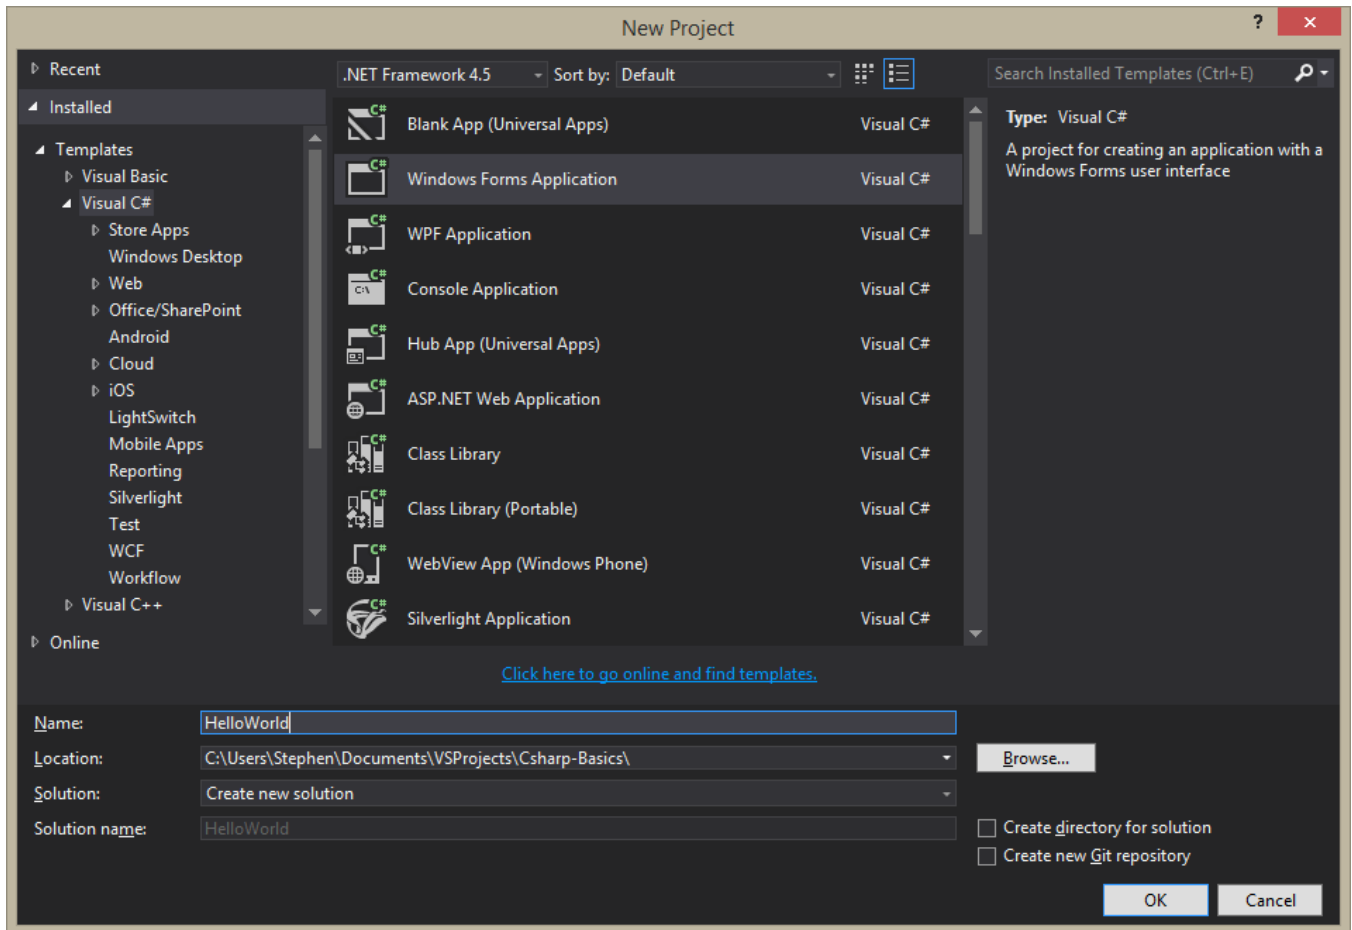 New Project
?
Recent
Installed
Templates
Visual Basic
Visual C#
Store Apps
Windows Desktop
Web
Office/SharePoint
Android
Cloud
iOS
LightSwitch
Mobile Apps
Reporting
Silverlight
Test
WCF
Workflow
Visual C++
Online
.NET Framework 4.5 Sort by: Default
C# Blank App (Universal Apps) Visual C#
C# Windows Forms Application Visual C#
C# WPF Application Visual C#
C# C:\ Console Application Visual C#
C# Hub App (Universal Apps) Visual C#
C# ASP.NET Web Application Visual C#
C# Class Library Visual C#
C# Class Library (Portable) Visual C#
C# WebView App (Windows Phone) Visual C#
C# Silverlight Application Visual C#
Click here to go online and find templates.
Search Installed Templates (Ctrl+E)
Type: Visual C#
A project for creating an application with a
Windows Forms user interface
Name: HelloWorld
Location: C:\Users\Stephen\Documents\VSProjects\Csharp-Basics\ Browse...
Solution: Create new solution
Solution name: HelloWorld
Create directory for solution
Create new Git repository
OK Cancel